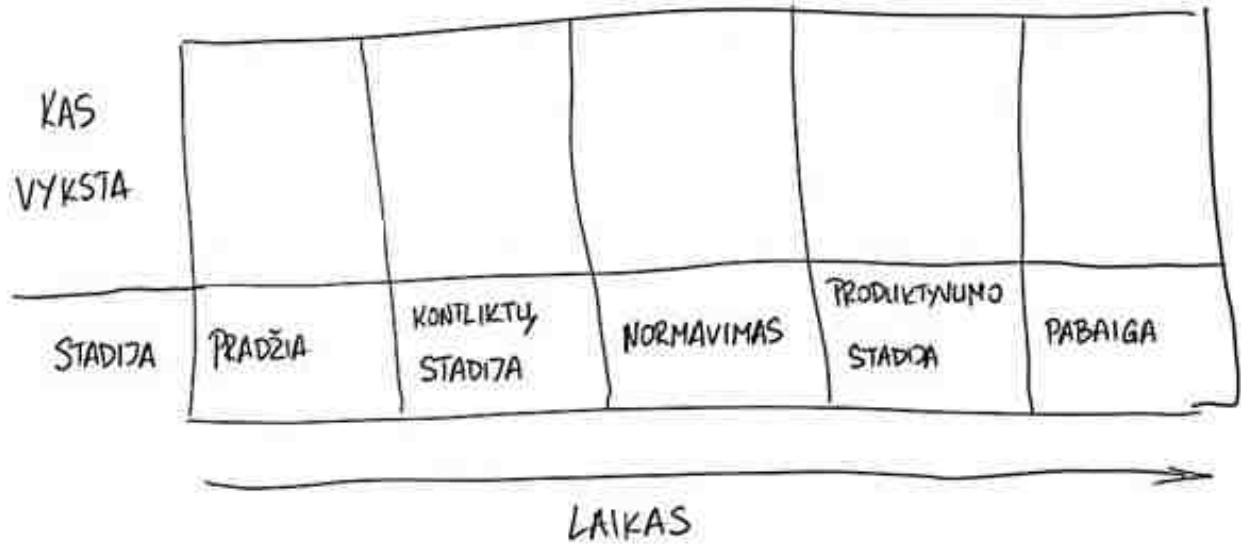 KAS
VYKSTA
STADIJA
PRADŽIA
KONFLIKTŲ
STADIJA
NORMAVIMAS
PRODUKTYVUMO
STADIJA
PABAIGA
LAIKAS